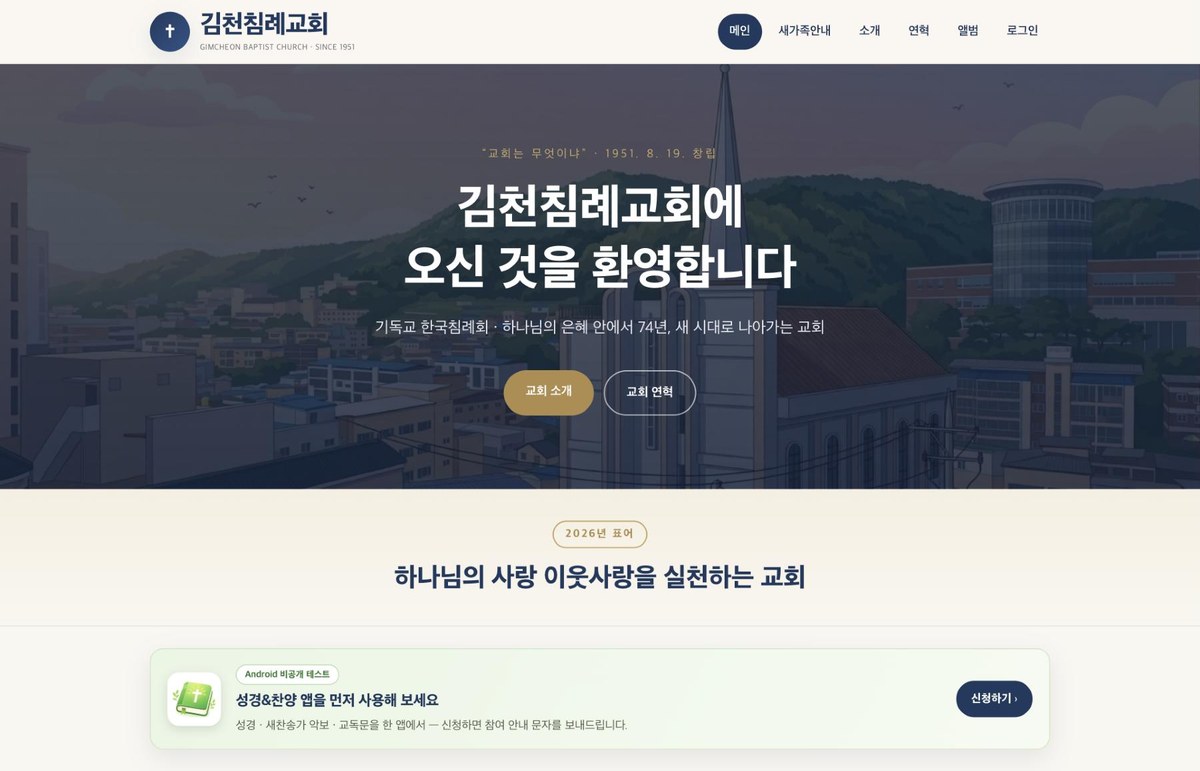 김천침례교회
GIMCHEON BAPTIST CHURCH · SINCE 1951
메인 새가족안내 소개 연혁 앨범 로그인
“교회는 무엇이냐” · 1951. 8. 19. 창립
김천침례교회에
오신 것을 환영합니다
기독교 한국침례회 · 하나님의 은혜 안에서 74년, 새 시대로 나아가는 교회
교회 소개 교회 연혁
2026년 표어
하나님의 사랑 이웃사랑을 실천하는 교회
Android 비공개 테스트
성경&찬양 앱을 먼저 사용해 보세요
성경 · 새찬송가 악보 · 교독문을 한 앱에서 — 신청하면 참여 안내 문자를 보내드립니다.
신청하기 ›